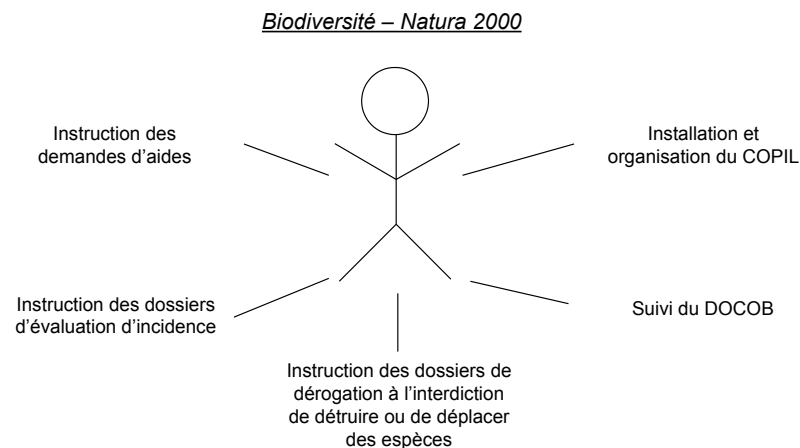 Biodiversité – Natura 2000
Instruction des
demandes d’aides
Installation et
organisation du COPIL
Instruction des dossiers
d’évaluation d’incidence
Suivi du DOCOB
Instruction des dossiers de
dérogation à l’interdiction
de détruire ou de déplacer
des espèces